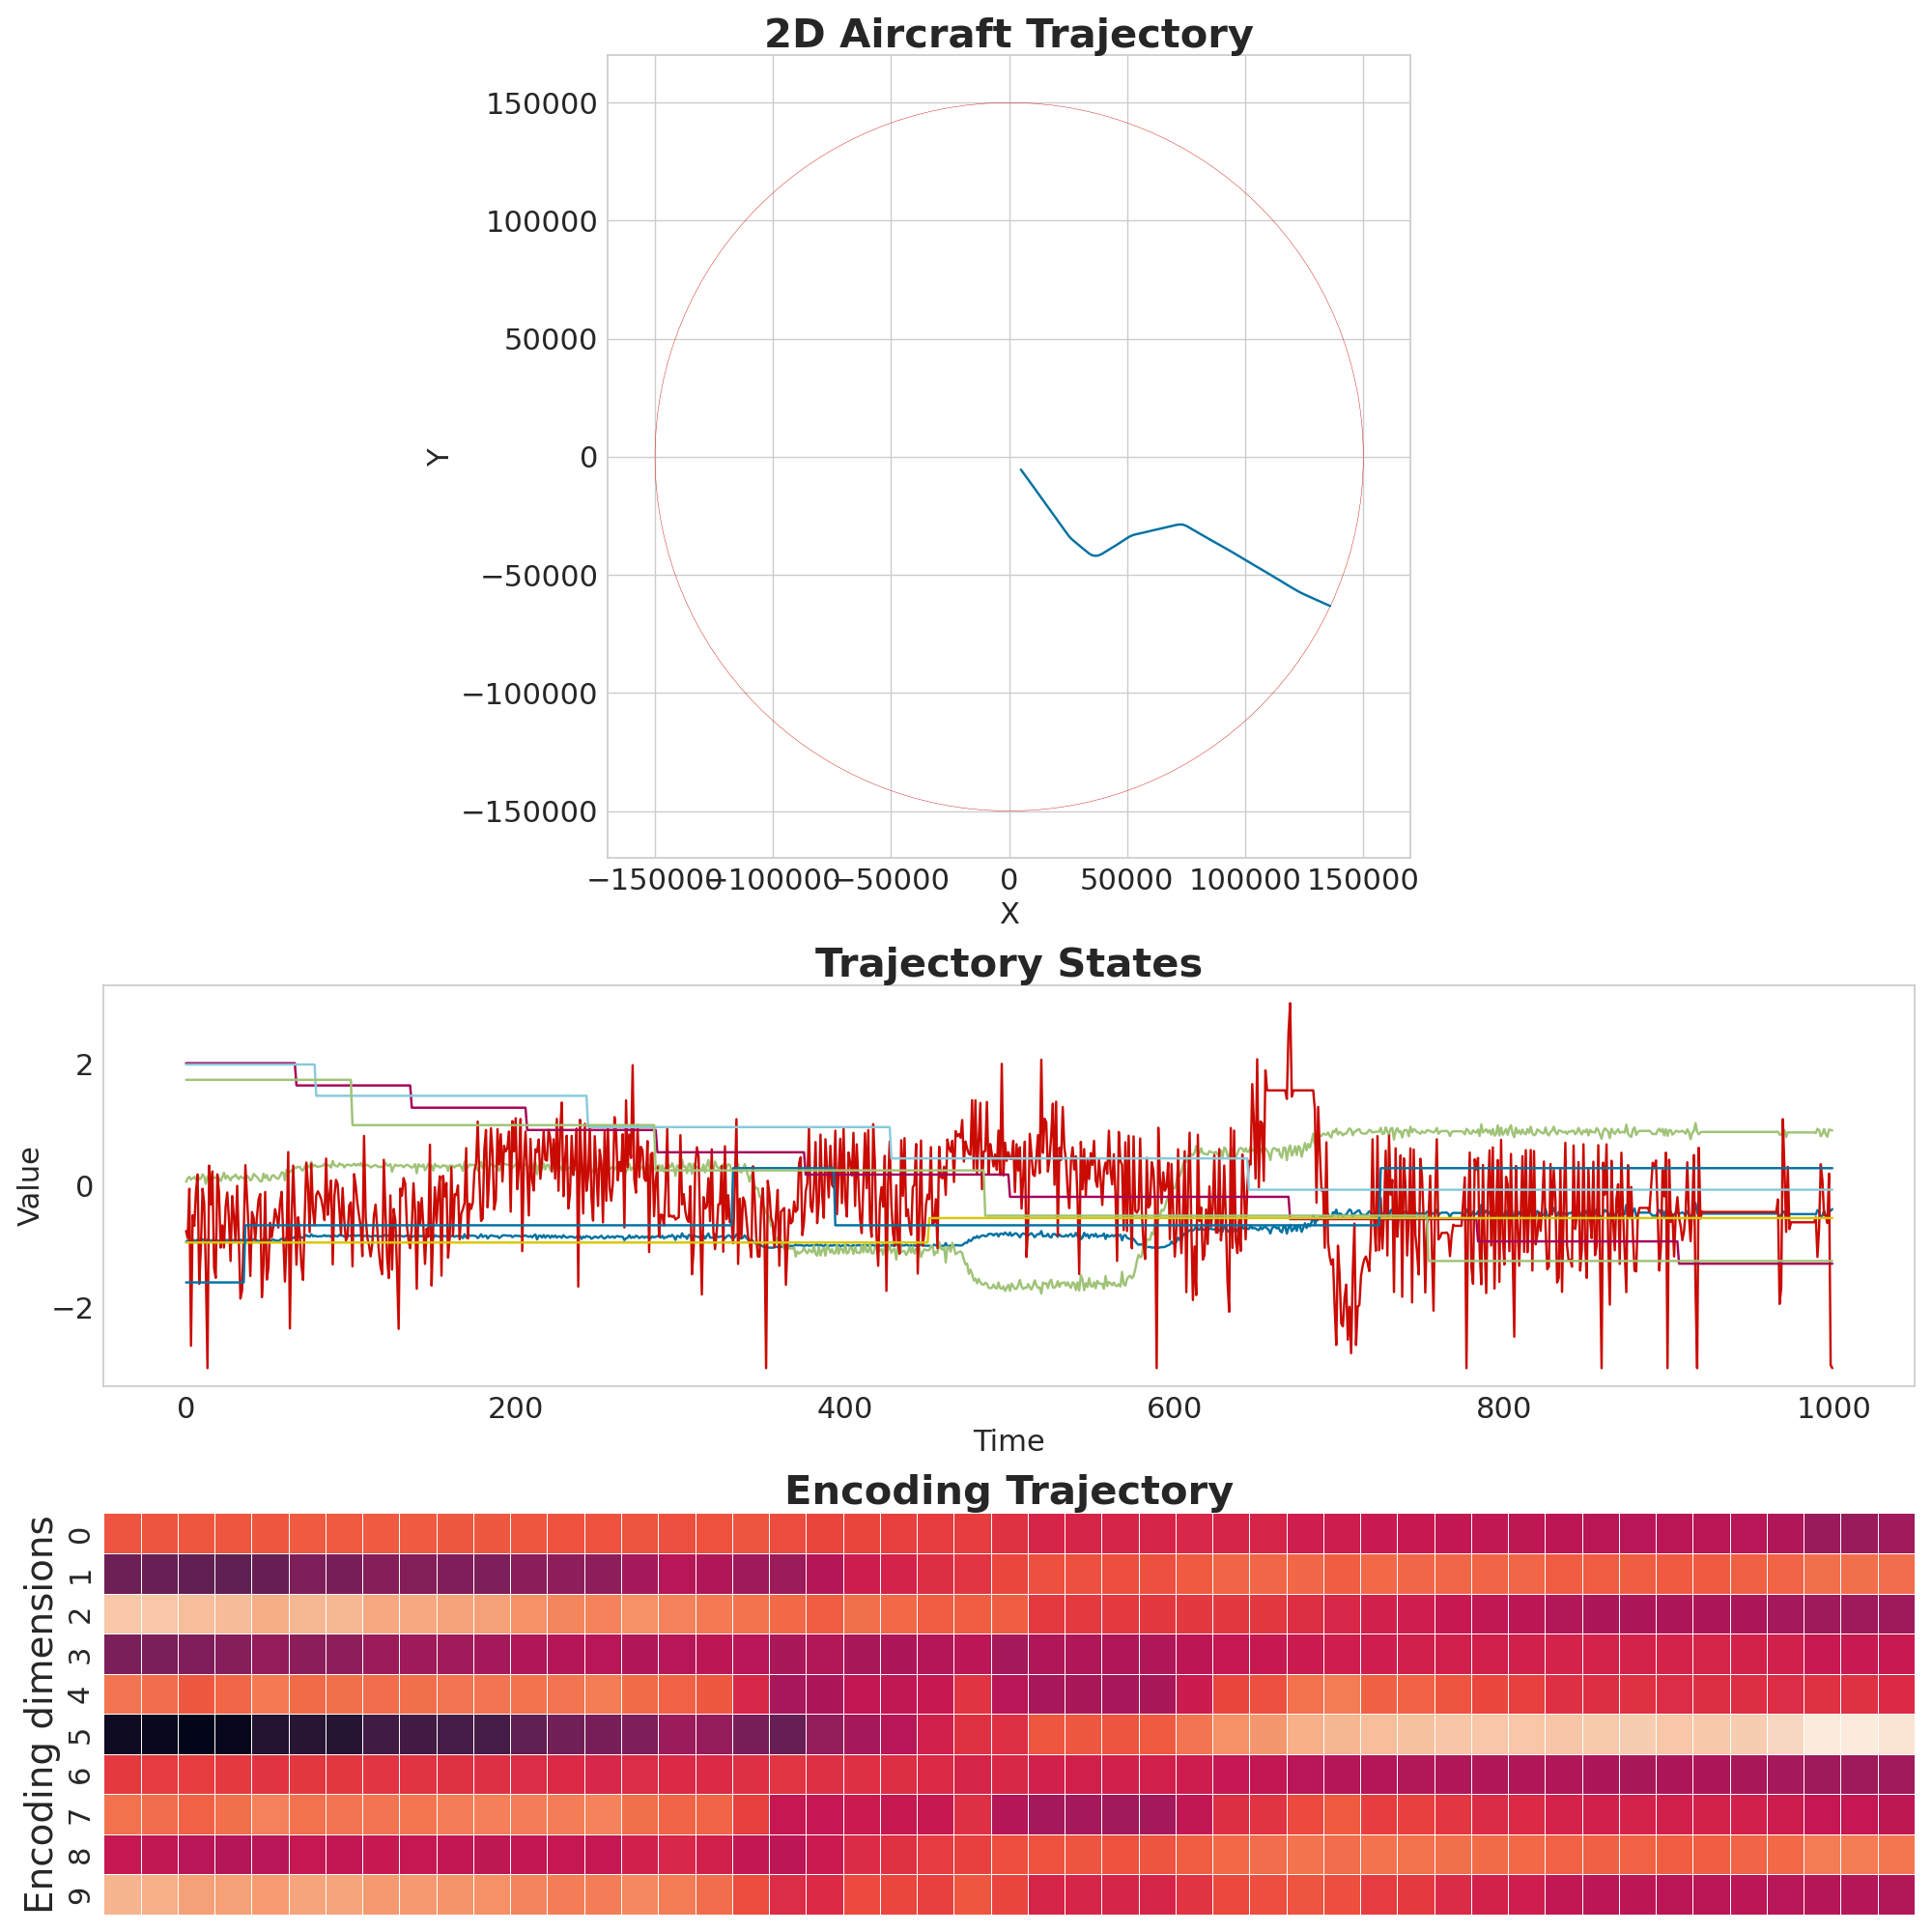 2D Aircraft Trajectory
150000
100000
50000
0
−50000
−100000
−150000
Y
−150000 −100000 −50000 0 50000 100000 150000
X
Trajectory States
2
0
−2
Value
0 200 400 600 800 1000
Time
Encoding Trajectory
Encoding dimensions
0
1
2
3
4
5
6
7
8
9